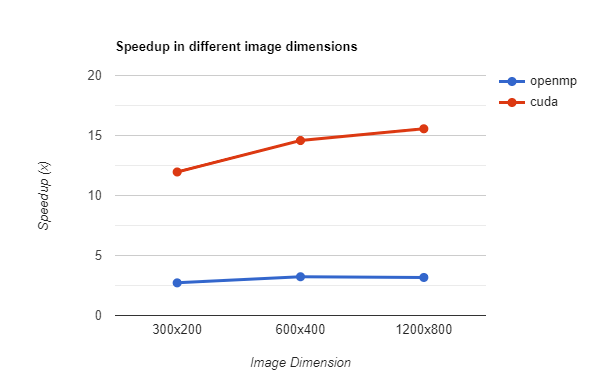 Speedup in different image dimensions
20
15
10
5
0
Speedup (x)
300x200
600x400
1200x800
Image Dimension
openmp
cuda